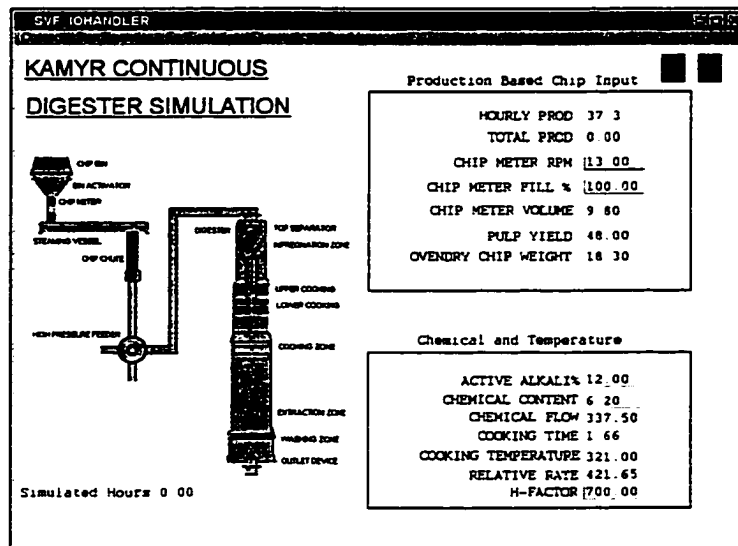 SVF IOHANDLER
KAMYR CONTINUOUS
DIGESTER SIMULATION
CHIP BIN
BIN ACTIVATOR
CHIP METER
STEAMING VESSEL
CHIP CHUTE
HIGH PRESSURE FEEDER
DIGESTER
TOP SEPARATOR
IMPREGNATION ZONE
UPPER COOKING
LOWER COOKING
COOKING ZONE
EXTRACTION ZONE
WASHING ZONE
OUTLET DEVICE
Simulated Hours 0 00
Production Based Chip Input
HOURLY PROD 37 3
TOTAL PROD 0.00
CHIP METER RPM 13 00
CHIP METER FILL % 100.00
CHIP METER VOLUME 9 80
PULP YIELD 48.00
OVENDRY CHIP WEIGHT 18 30
Chemical and Temperature
ACTIVE ALKALI% 12.00
CHEMICAL CONTENT 6 20
CHEMICAL FLOW 337.50
COOKING TIME 1 66
COOKING TEMPERATURE 321.00
RELATIVE RATE 421.65
H-FACTOR 700 00